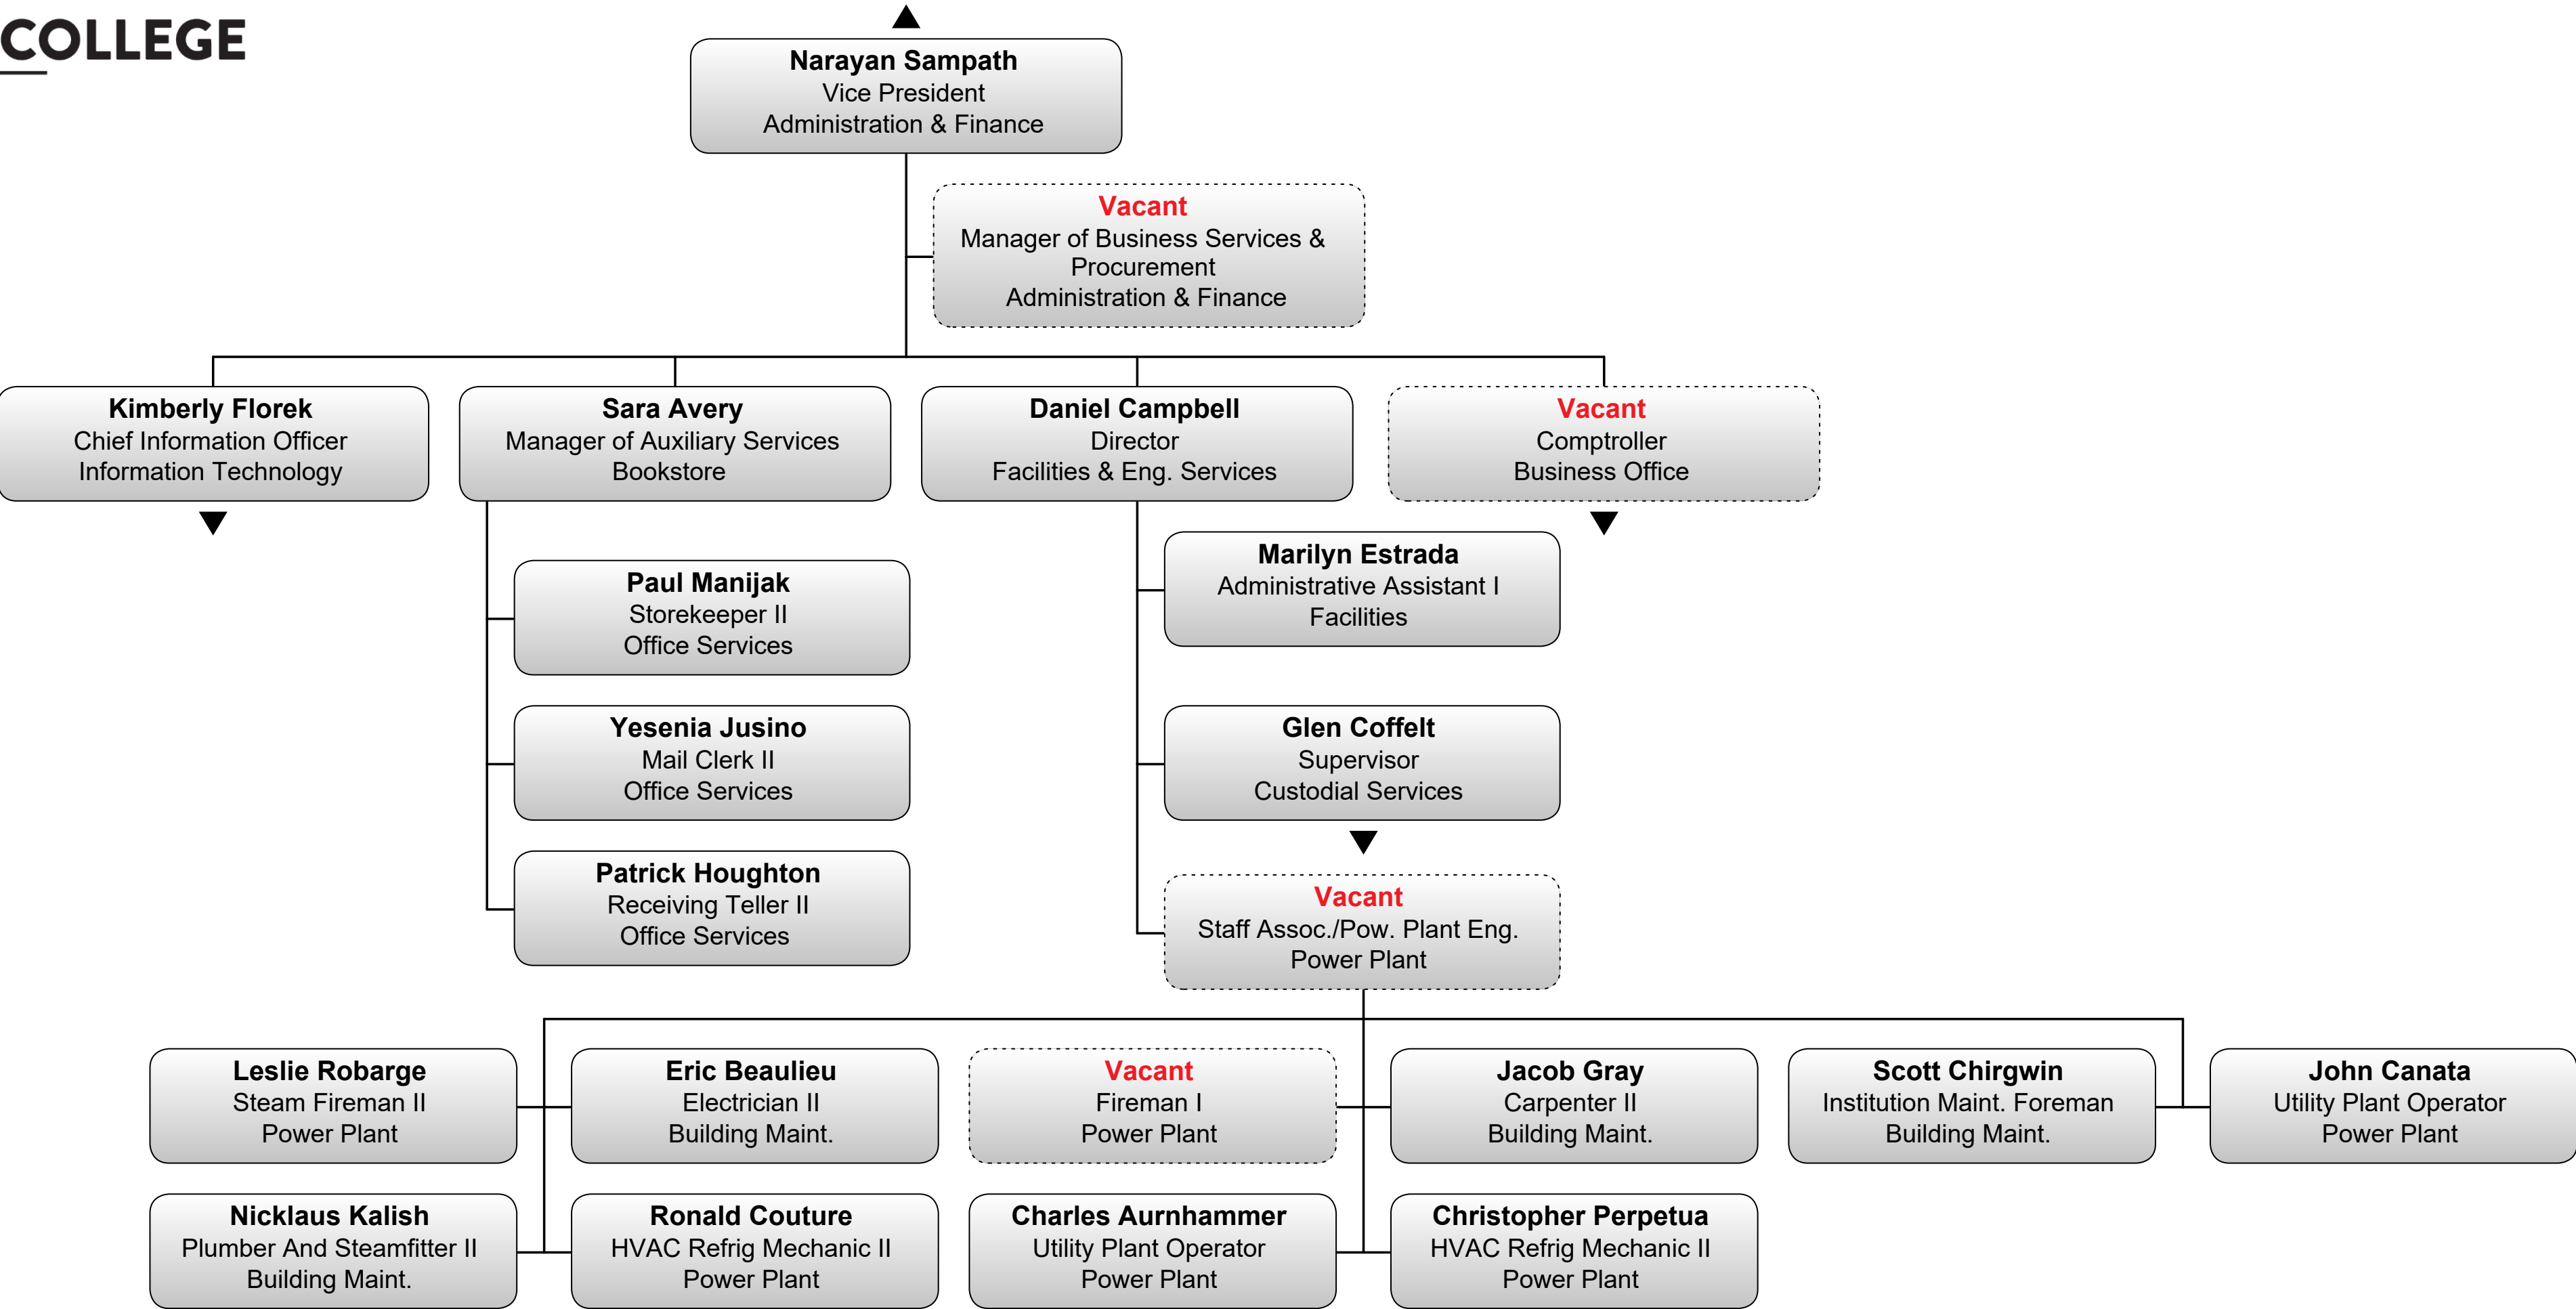 COLLEGE
Narayan Sampath
Vice President
Administration & Finance
Vacant
Manager of Business Services &
Procurement
Administration & Finance
Kimberly Florek
Chief Information Officer
Information Technology
Sara Avery
Manager of Auxiliary Services
Bookstore
Daniel Campbell
Director
Facilities & Eng. Services
Vacant
Comptroller
Business Office
Paul Manijak
Storekeeper II
Office Services
Yesenia Jusino
Mail Clerk II
Office Services
Patrick Houghton
Receiving Teller II
Office Services
Marilyn Estrada
Administrative Assistant I
Facilities
Glen Coffelt
Supervisor
Custodial Services
Vacant
Staff Assoc./Pow. Plant Eng.
Power Plant
Leslie Robarge
Steam Fireman II
Power Plant
Eric Beaulieu
Electrician II
Building Maint.
Vacant
Fireman I
Power Plant
Jacob Gray
Carpenter II
Building Maint.
Scott Chirgwin
Institution Maint. Foreman
Building Maint.
John Canata
Utility Plant Operator
Power Plant
Nicklaus Kalish
Plumber And Steamfitter II
Building Maint.
Ronald Couture
HVAC Refrig Mechanic II
Power Plant
Charles Aurnhammer
Utility Plant Operator
Power Plant
Christopher Perpetua
HVAC Refrig Mechanic II
Power Plant